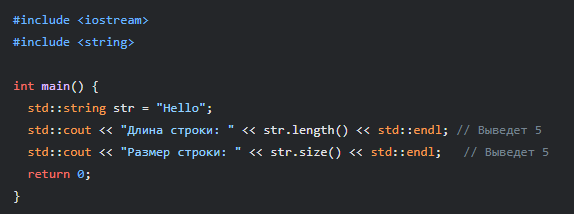 #include <iostream>
#include <string>

int main() {
  std::string str = "Hello";
  std::cout << "Длина строки: " << str.length() << std::endl; // Выведет 5
  std::cout << "Размер строки: " << str.size() << std::endl;   // Выведет 5
  return 0;
}